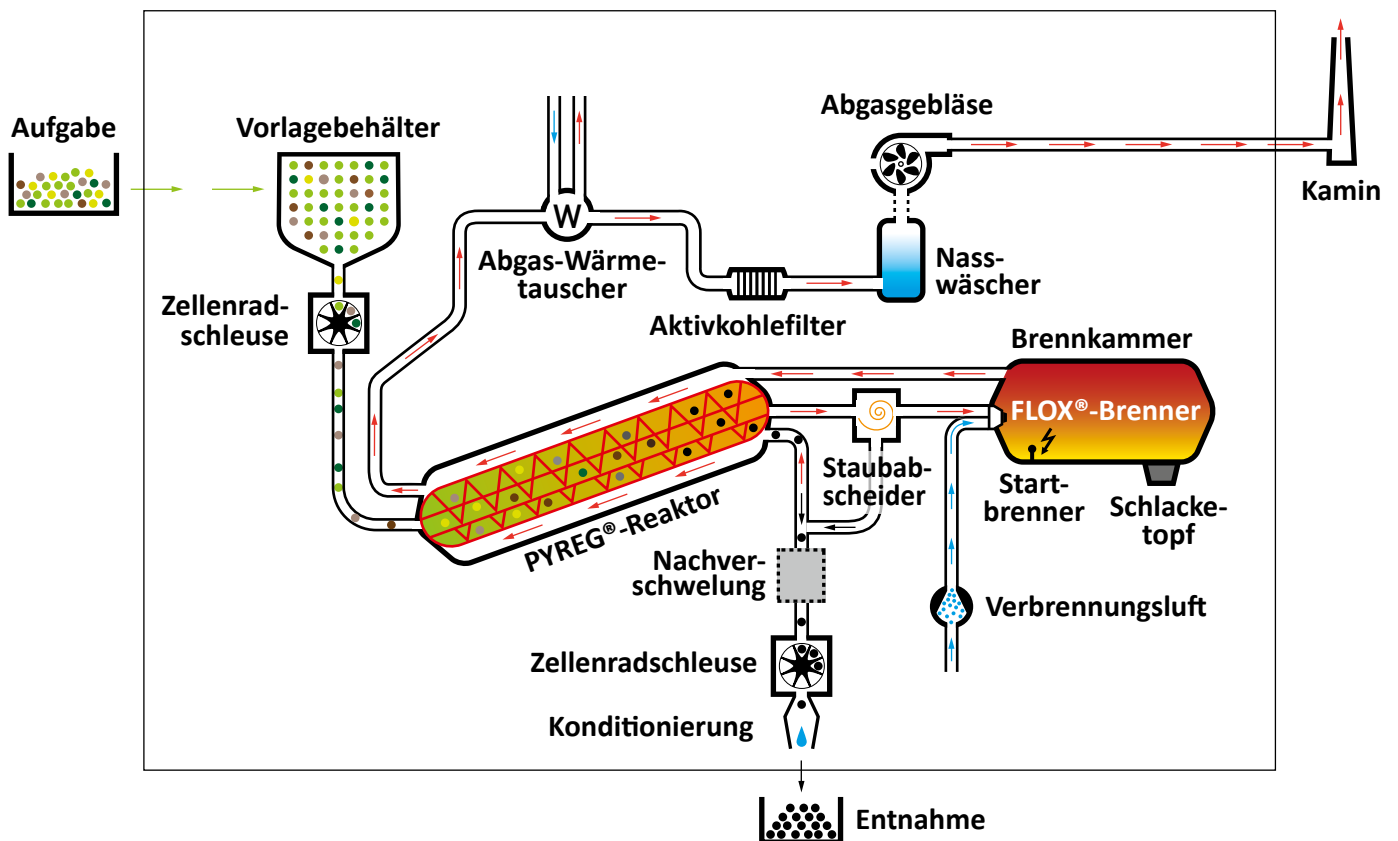 Aufgabe
Vorlagebehälter
Abgasgebläse
Kamin
W
Abgas-Wärme-
tauscher
Nass-
wäscher
Zellenrad-
schleuse
Aktivkohlefilter
Brennkammer
FLOX®-Brenner
Staubab-
scheider
Start-
brenner
Schlacke-
topf
PYREG®-Reaktor
Nachver-
schwelung
Verbrennungsluft
Zellenradschleuse
Konditionierung
Entnahme